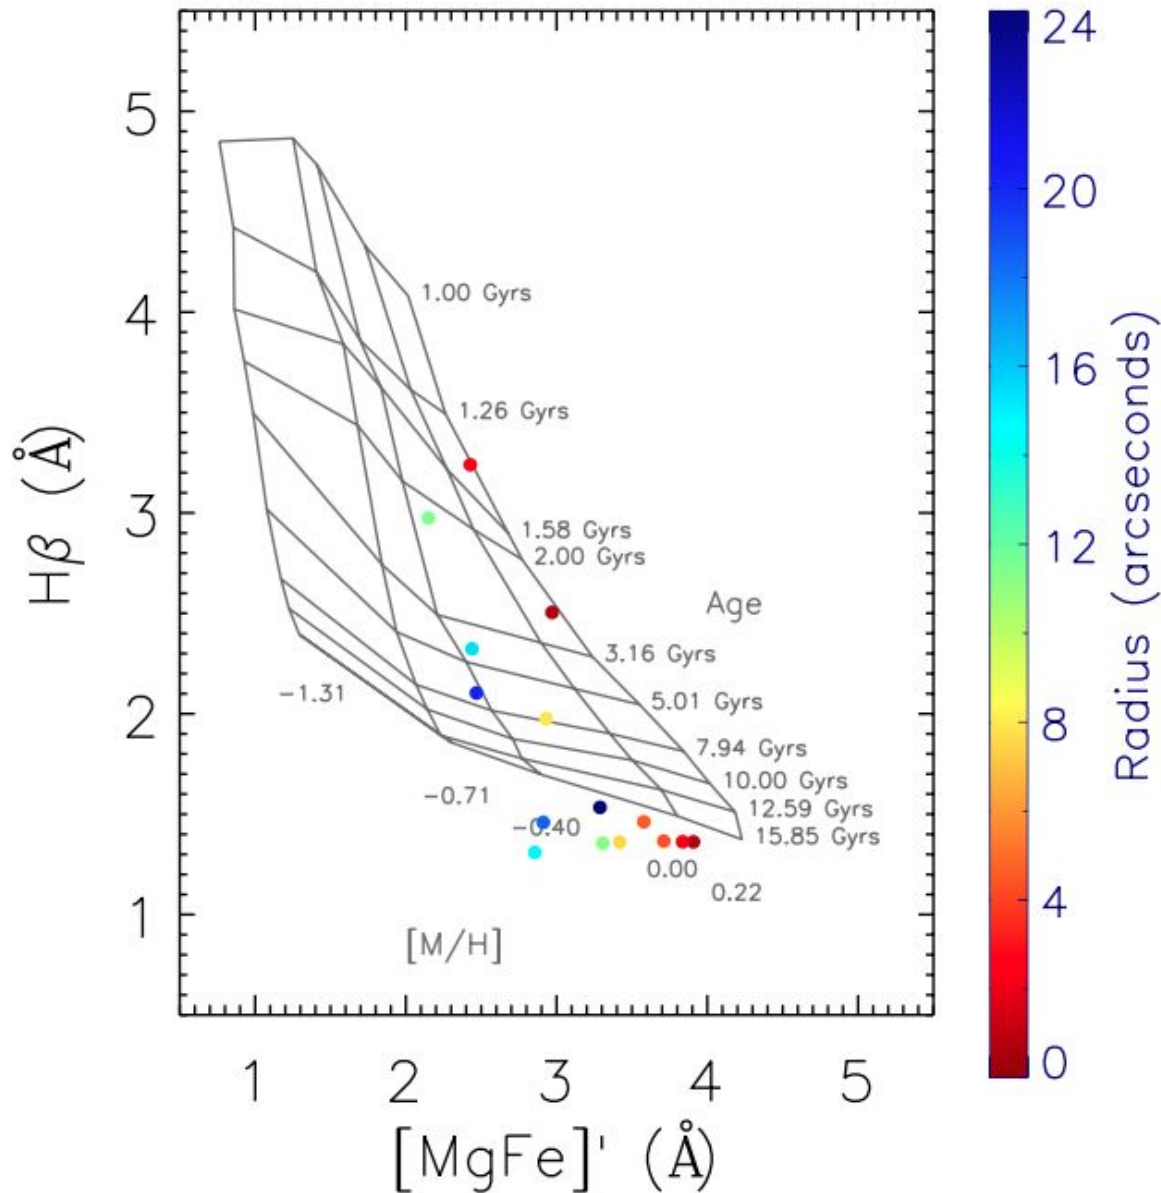 5
4
3
2
1
Hβ (Å)
1.00 Gyrs
1.26 Gyrs
1.58 Gyrs
2.00 Gyrs
Age
3.16 Gyrs
5.01 Gyrs
7.94 Gyrs
10.00 Gyrs
12.59 Gyrs
15.85 Gyrs
-1.31
-0.71
-0.40
0.00
0.22
[M/H]
1 2 3 4 5
[MgFe]' (Å)
24
20
16
12
8
4
0
Radius (arcseconds)